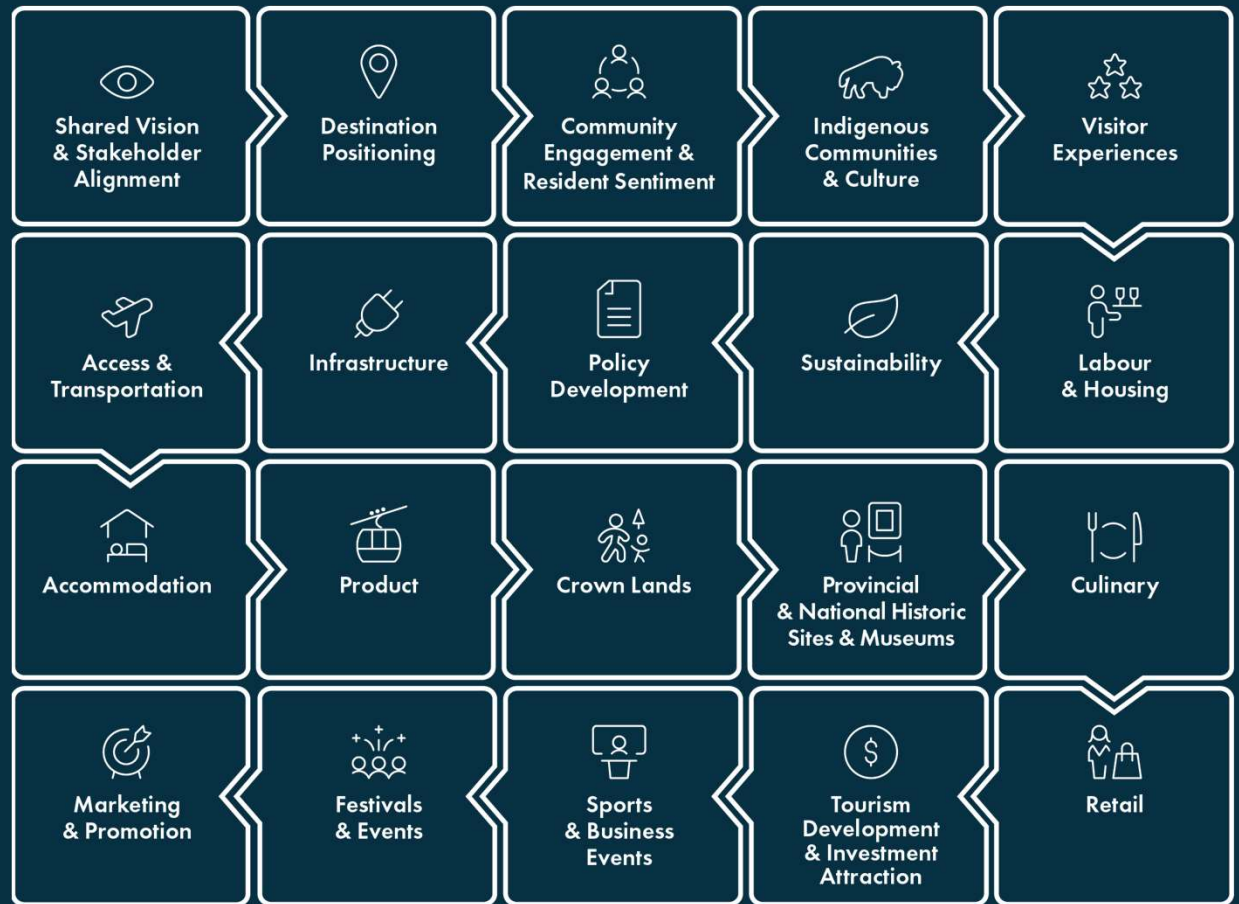 Shared Vision
& Stakeholder
Alignment
Destination
Positioning
Community
Engagement &
Resident Sentiment
Indigenous
Communities
& Culture
Visitor
Experiences
Access &
Transportation
Infrastructure
Policy
Development
Sustainability
Labour
& Housing
Accommodation
Product
Crown Lands
Provincial
& National Historic
Sites & Museums
Culinary
Marketing
& Promotion
Festivals
& Events
Sports
& Business
Events
$
Tourism
Development
& Investment
Attraction
Retail